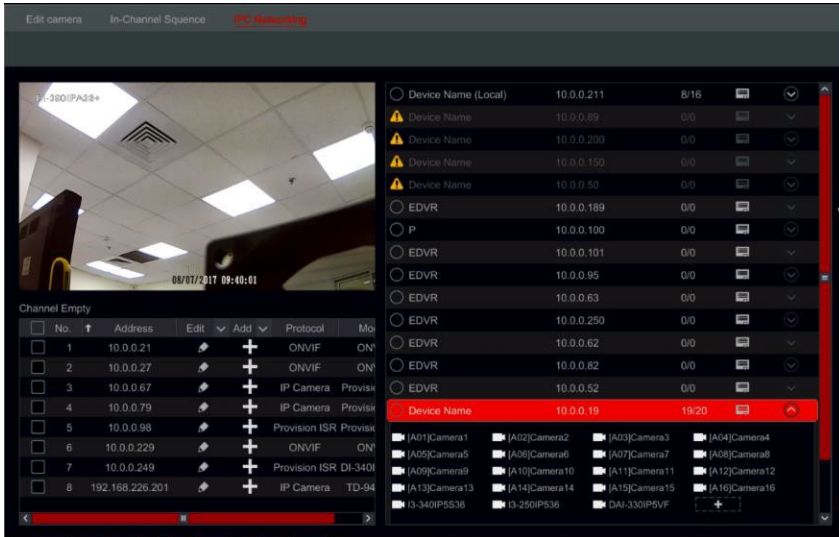 Edit camera In-Channel Squence IPC Networking
08/07/2017 09:40:01
Channel Empty
No. Address Edit Add Protocol
1 10.0.0.21 ONVIF
2 10.0.0.27 ONVIF
3 10.0.0.67 IP Camera
4 10.0.0.79 IP Camera
5 10.0.0.98 Provision ISR
6 10.0.0.229 ONVIF
7 10.0.0.249 Provision ISR DI-340I
8 192.168.226.201 IP Camera TD-94
Device Name (Local) 10.0.0.211 8/16
Device Name 10.0.0.89 0/0
Device Name 10.0.0.200 0/0
Device Name 10.0.0.150 0/0
Device Name 10.0.0.50 0/0
EDVR 10.0.0.189 0/0
P 10.0.0.100 0/0
EDVR 10.0.0.101 0/0
EDVR 10.0.0.95 0/0
EDVR 10.0.0.63 0/0
EDVR 10.0.0.250 0/0
EDVR 10.0.0.62 0/0
EDVR 10.0.0.82 0/0
EDVR 10.0.0.52 0/0
Device Name 10.0.0.19 19/20
[A01]Camera1 [A02]Camera2 [A03]Camera3 [A04]Camera4
[A05]Camera5 [A06]Camera6 [A07]Camera7 [A08]Camera8
[A09]Camera9 [A10]Camera10 [A11]Camera11 [A12]Camera12
[A13]Camera13 [A14]Camera14 [A15]Camera15 [A16]Camera16
I3-340IP5S36 I3-250IP536 DAI-330IP5VF